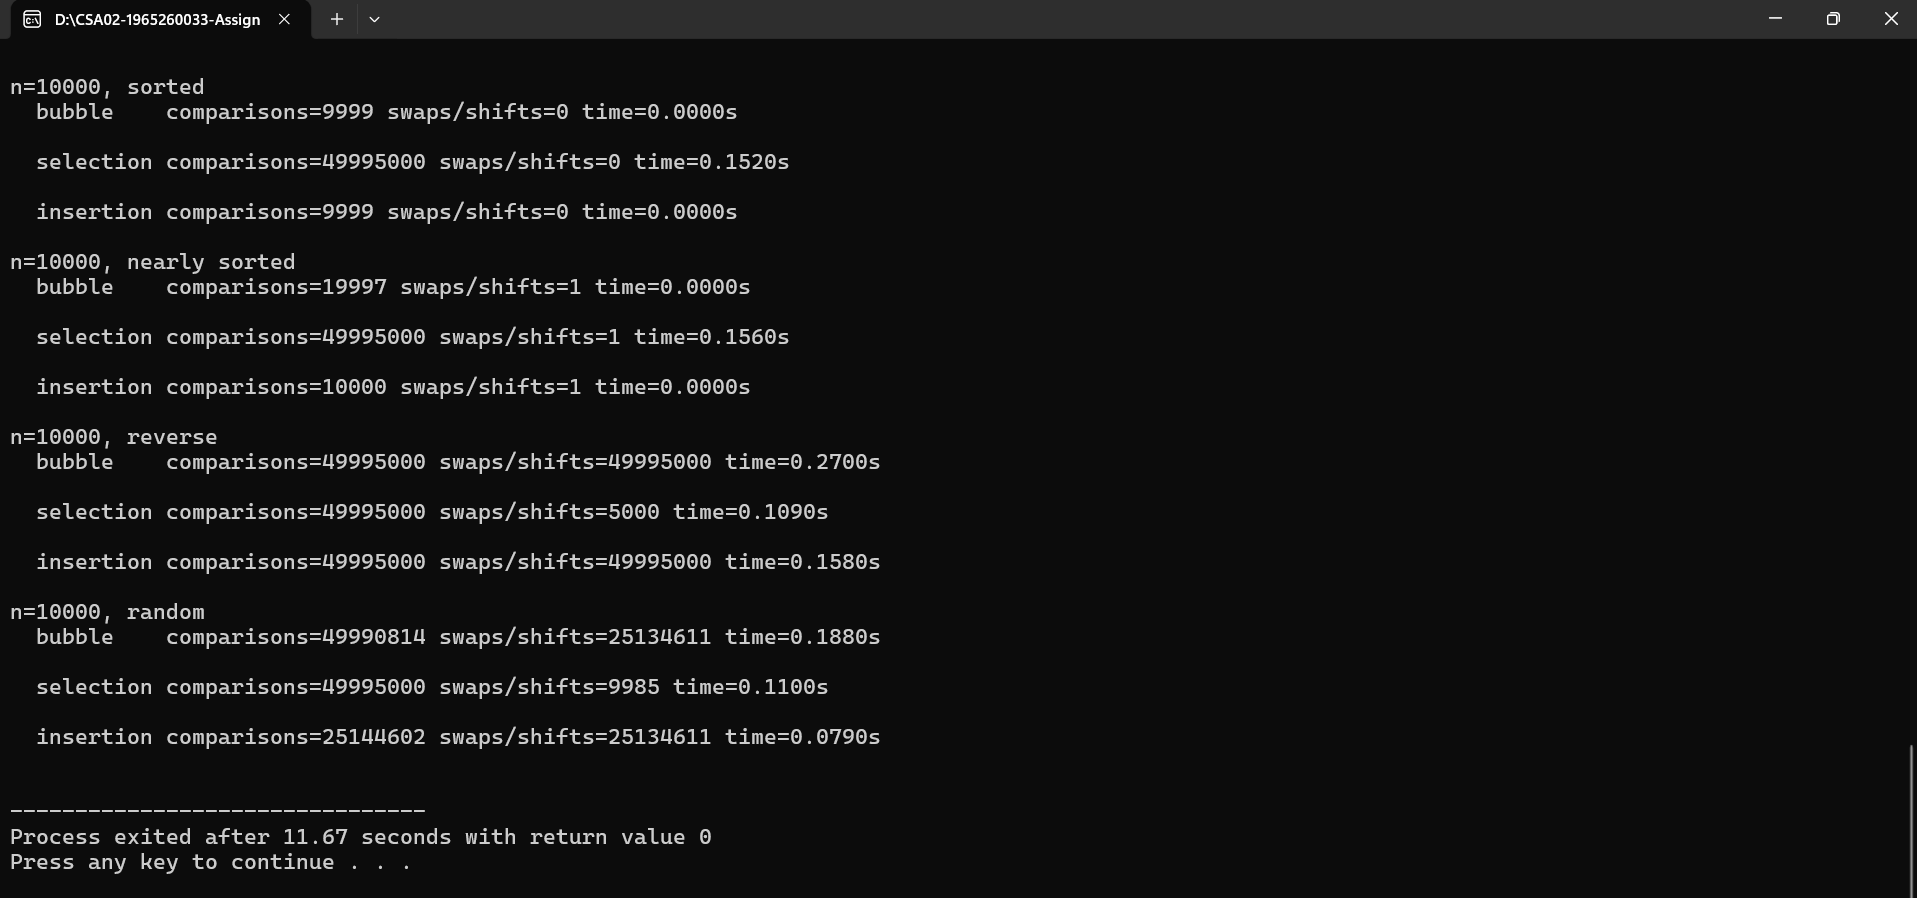 D:\CSA02-1965260033-Assign
n=10000, sorted
bubble    comparisons=9999 swaps/shifts=0 time=0.0000s
selection comparisons=49995000 swaps/shifts=0 time=0.1520s
insertion comparisons=9999 swaps/shifts=0 time=0.0000s
n=10000, nearly sorted
bubble    comparisons=19997 swaps/shifts=1 time=0.0000s
selection comparisons=49995000 swaps/shifts=1 time=0.1560s
insertion comparisons=10000 swaps/shifts=1 time=0.0000s
n=10000, reverse
bubble    comparisons=49995000 swaps/shifts=49995000 time=0.2700s
selection comparisons=49995000 swaps/shifts=5000 time=0.1090s
insertion comparisons=49995000 swaps/shifts=49995000 time=0.1580s
n=10000, random
bubble    comparisons=49990814 swaps/shifts=25134611 time=0.1880s
selection comparisons=49995000 swaps/shifts=9985 time=0.1100s
insertion comparisons=25144602 swaps/shifts=25134611 time=0.0790s
--------------------------------
Process exited after 11.67 seconds with return value 0
Press any key to continue . . .